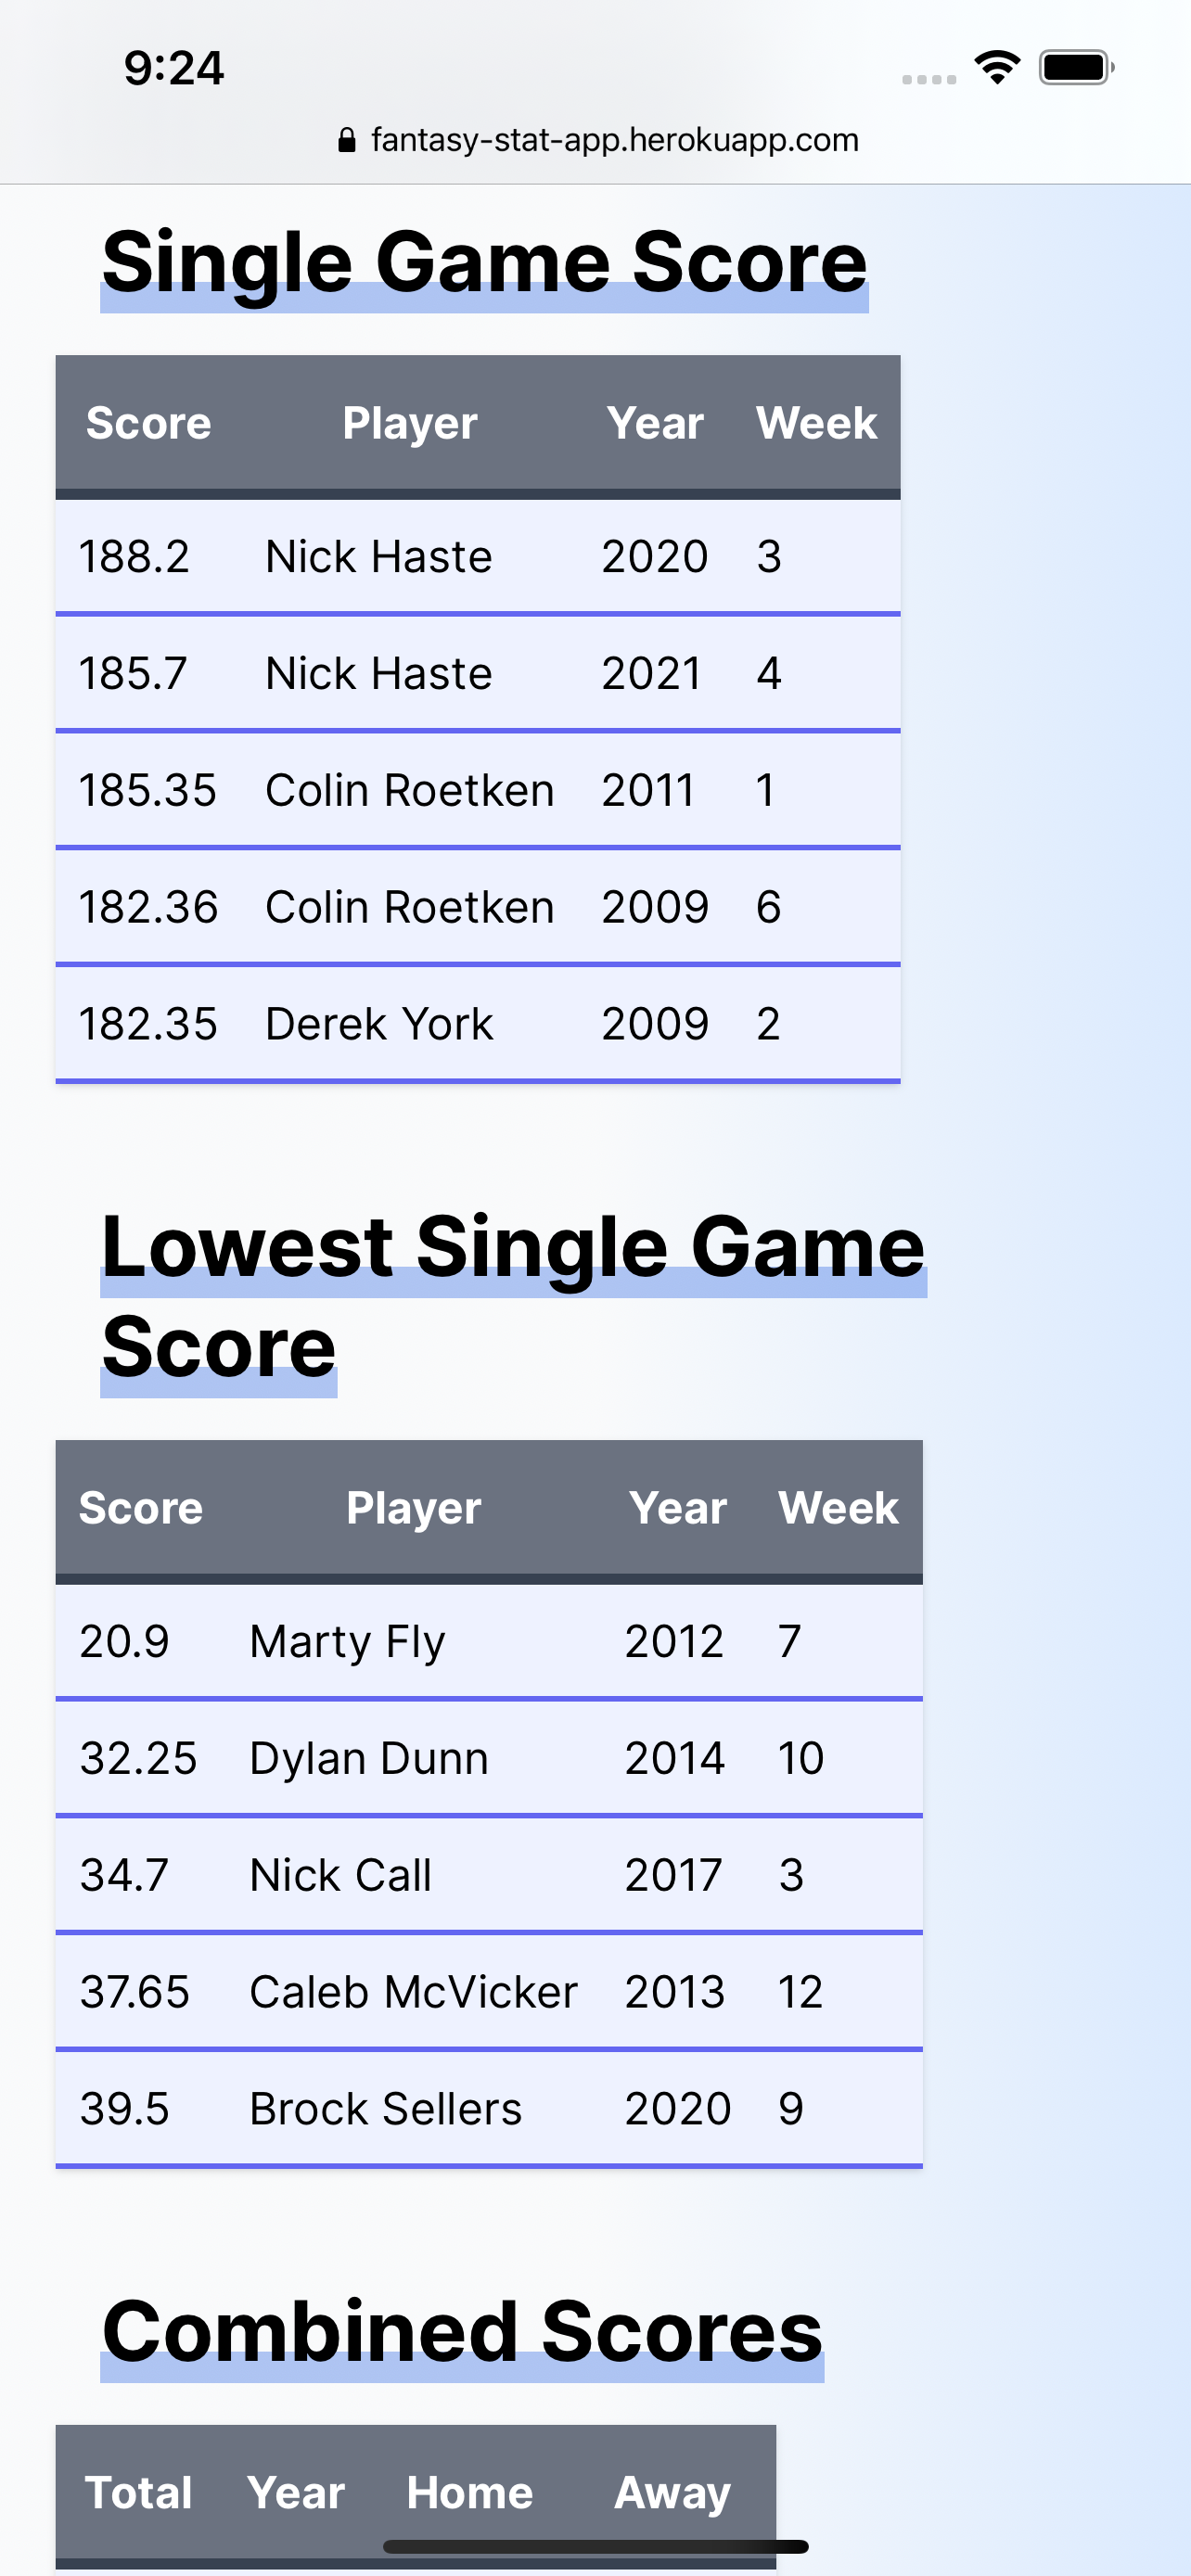 9:24
fantasy-stat-app.herokuapp.com
Single Game Score
Score Player Year Week
188.2 Nick Haste 2020 3
185.7 Nick Haste 2021 4
185.35 Colin Roetken 2011 1
182.36 Colin Roetken 2009 6
182.35 Derek York 2009 2
Lowest Single Game
Score
Score Player Year Week
20.9 Marty Fly 2012 7
32.25 Dylan Dunn 2014 10
34.7 Nick Call 2017 3
37.65 Caleb McVicker 2013 12
39.5 Brock Sellers 2020 9
Combined Scores
Total Year Home Away